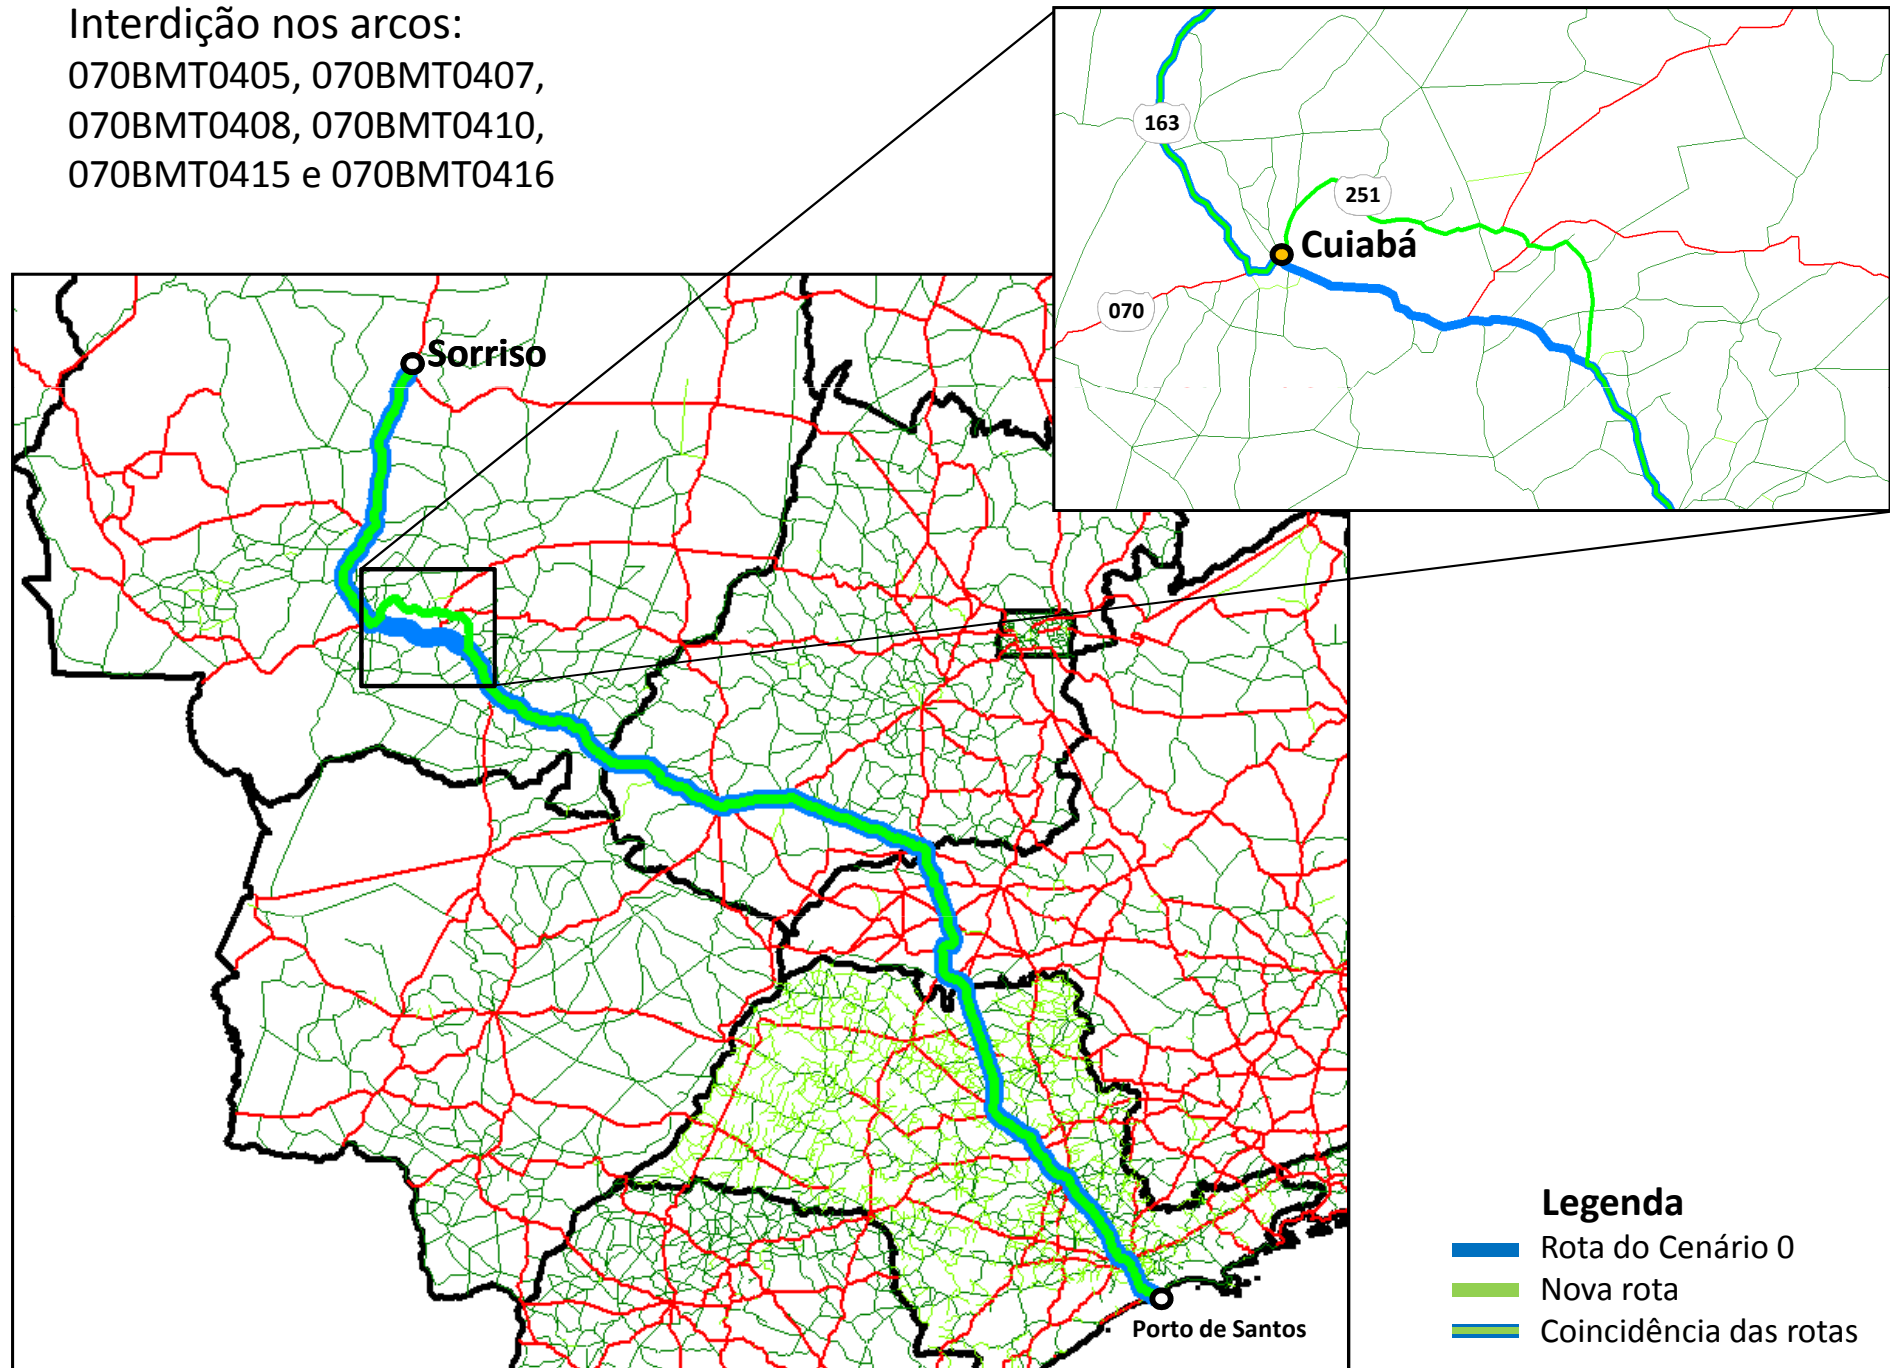 Interdição nos arcos:
070BMT0405, 070BMT0407,
070BMT0408, 070BMT0410,
070BMT0415 e 070BMT0416
163
251
Cuiabá
070
Sorriso
Porto de Santos
Legenda
Rota do Cenário 0
Nova rota
Coincidência das rotas